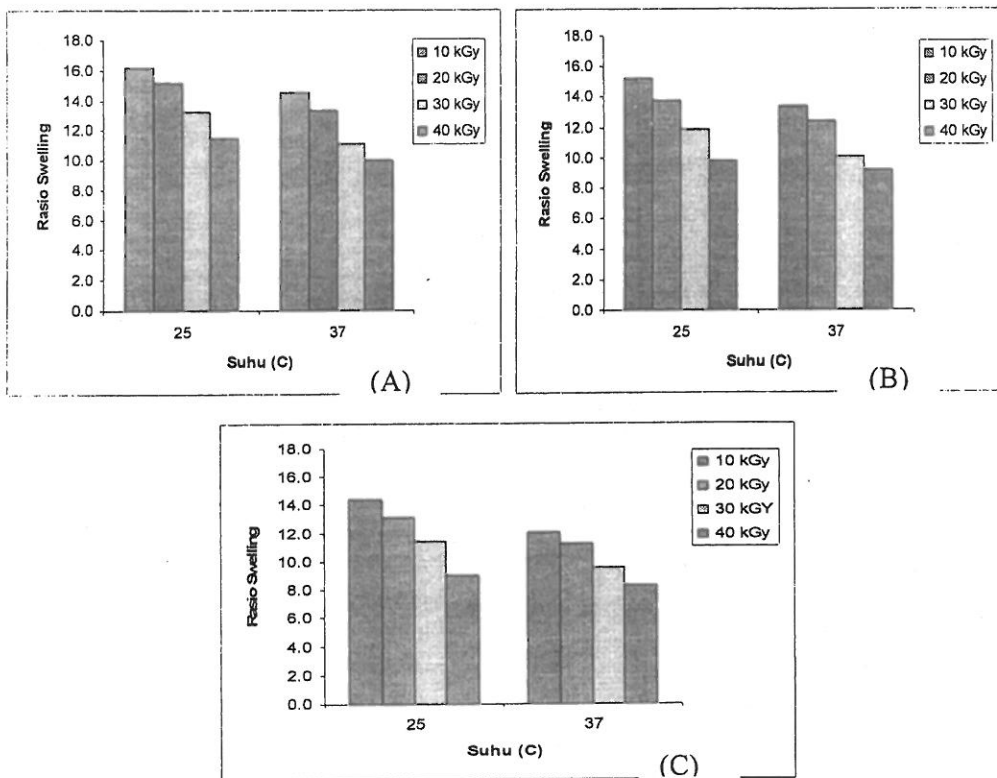 18.0
16.0
14.0
12.0
10.0
8.0
6.0
4.0
2.0
0.0
Rasio Swelling
25 37
Suhu (C)
10 kGy
20 kGy
30 kGy
40 kGy
(A)
18.0
16.0
14.0
12.0
10.0
8.0
6.0
4.0
2.0
0.0
Rasio Swelling
25 37
Suhu (C)
10 kGy
20 kGy
30 kGy
40 kGy
(B)
18.0
16.0
14.0
12.0
10.0
8.0
6.0
4.0
2.0
0.0
Rasio Swelling
25 37
Suhu (C)
10 kGy
20 kGy
30 kGY
40 kGy
(C)